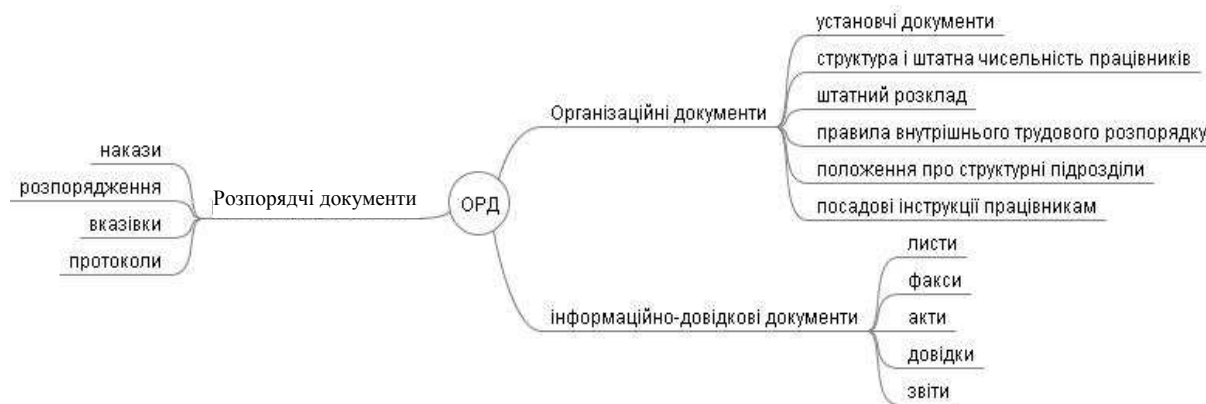 установчі документи
структура і штатна чисельність працівників
Організаційні документи
штатний розклад
правила внутрішнього трудового розпорядку
положення про структурні підрозділи
посадові інструкції працівникам
накази
розпорядження
Розпорядчі документи
вказівки
протоколи
ОРД
інформаційно-довідкові документи
листи
факси
акти
довідки
звіти